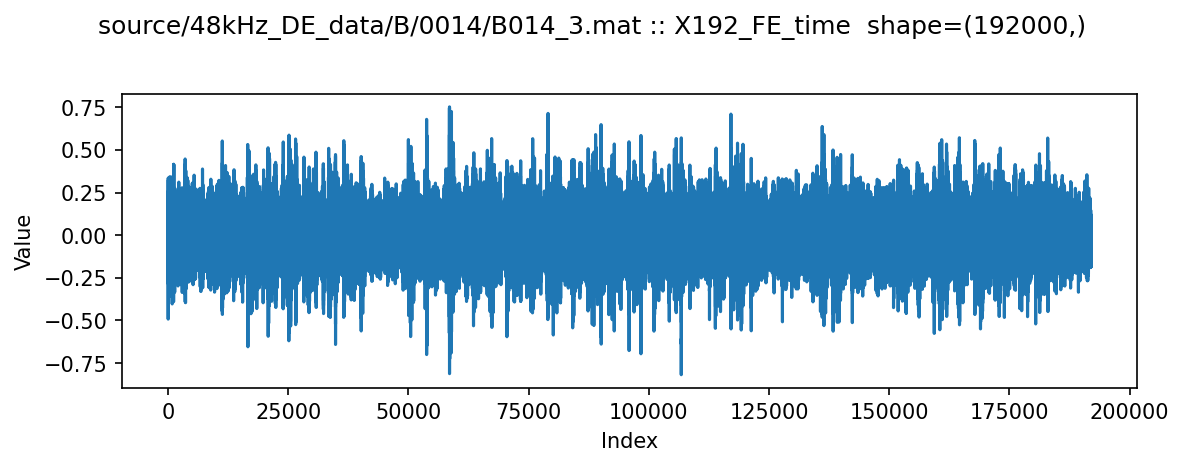 source/48kHz_DE_data/B/0014/B014_3.mat :: X192_FE_time  shape=(192000,)
0.75
0.50
0.25
0.00
−0.25
−0.50
−0.75
Value
0 25000 50000 75000 100000 125000 150000 175000 200000
Index